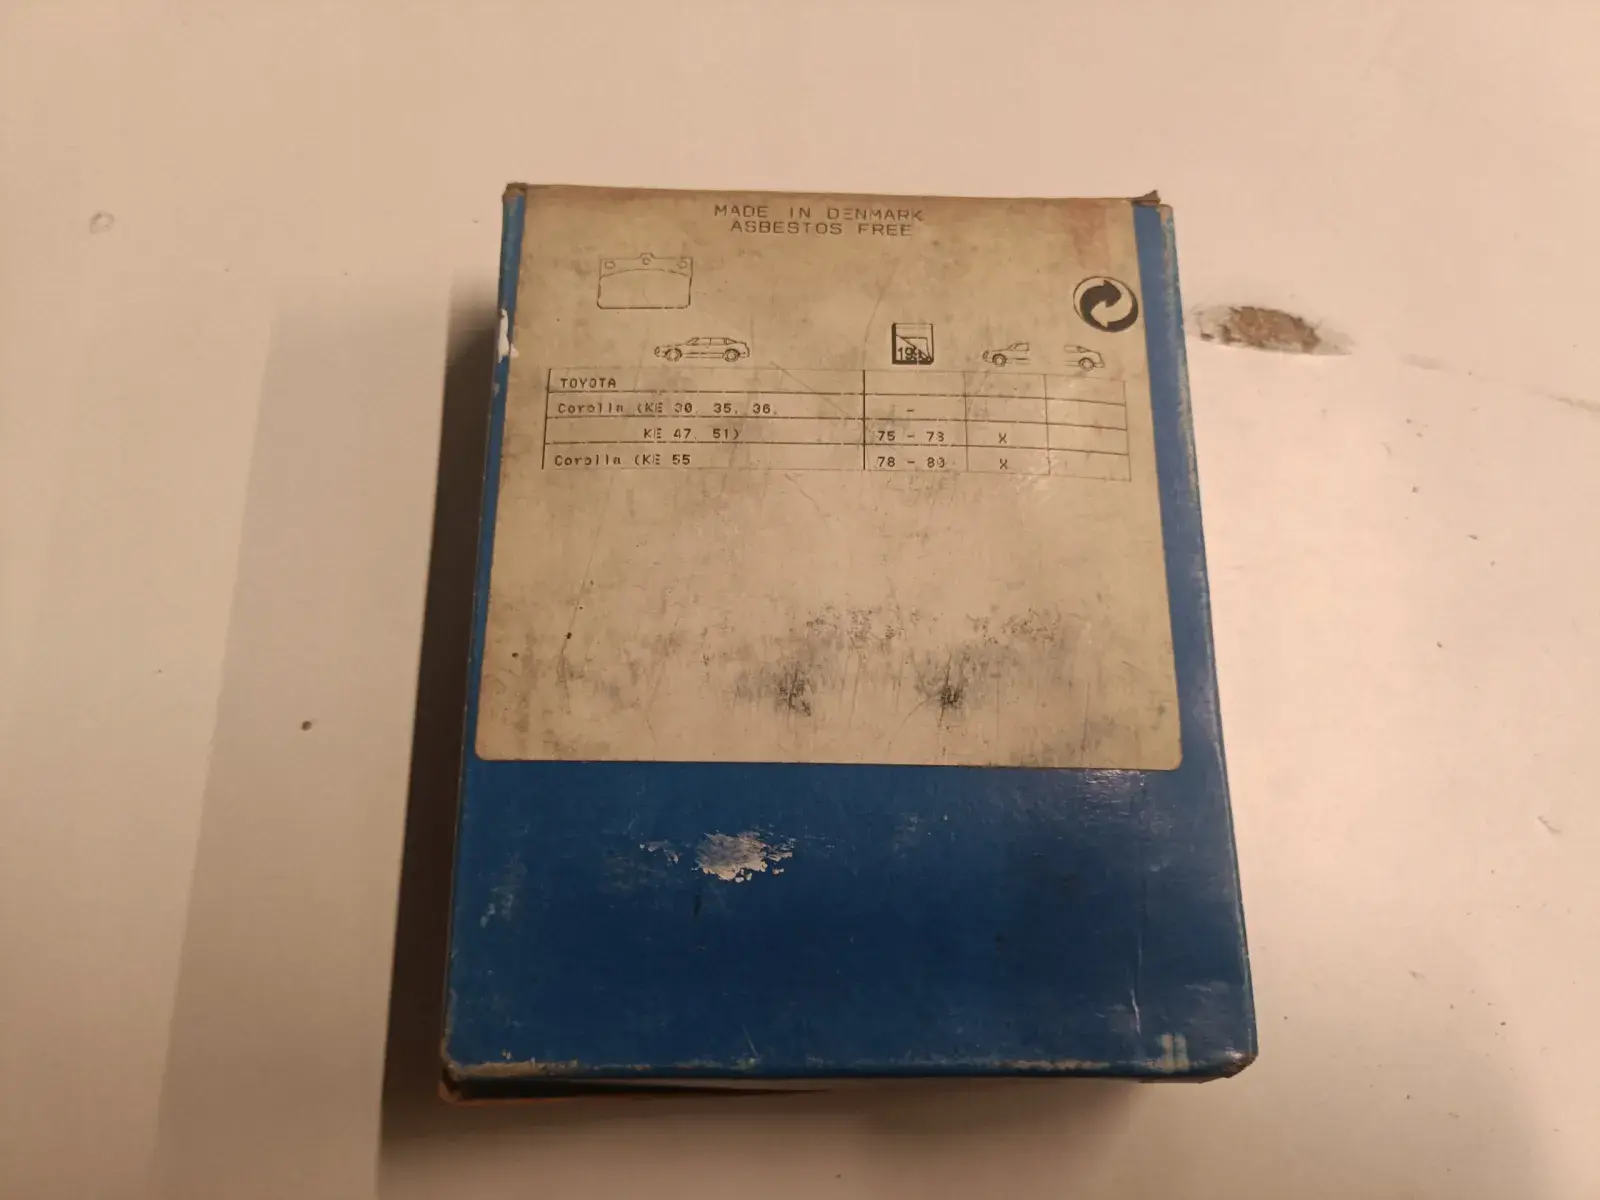 MADE IN DENMARK
ASBESTOS FREE
TOYOTA
Corolla (KE 30, 35, 36, -
KE 47, 51) 75 - 78 X
Corolla (KE 55 78 - 80 X